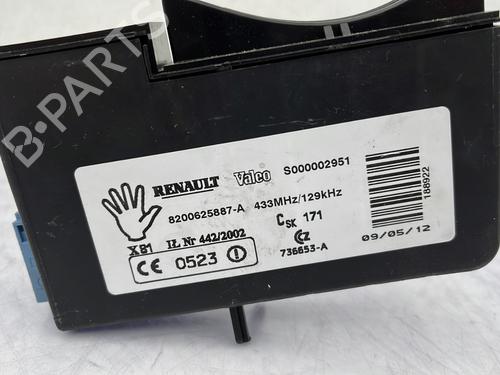 RENAULT Valeo S000002951
8200625887-A 433MHz/129kHz
X81 IL Nr 442/2002 CSK 171
CE 0523 CZ
736653-A
188922
09/05/12
B-PARTS